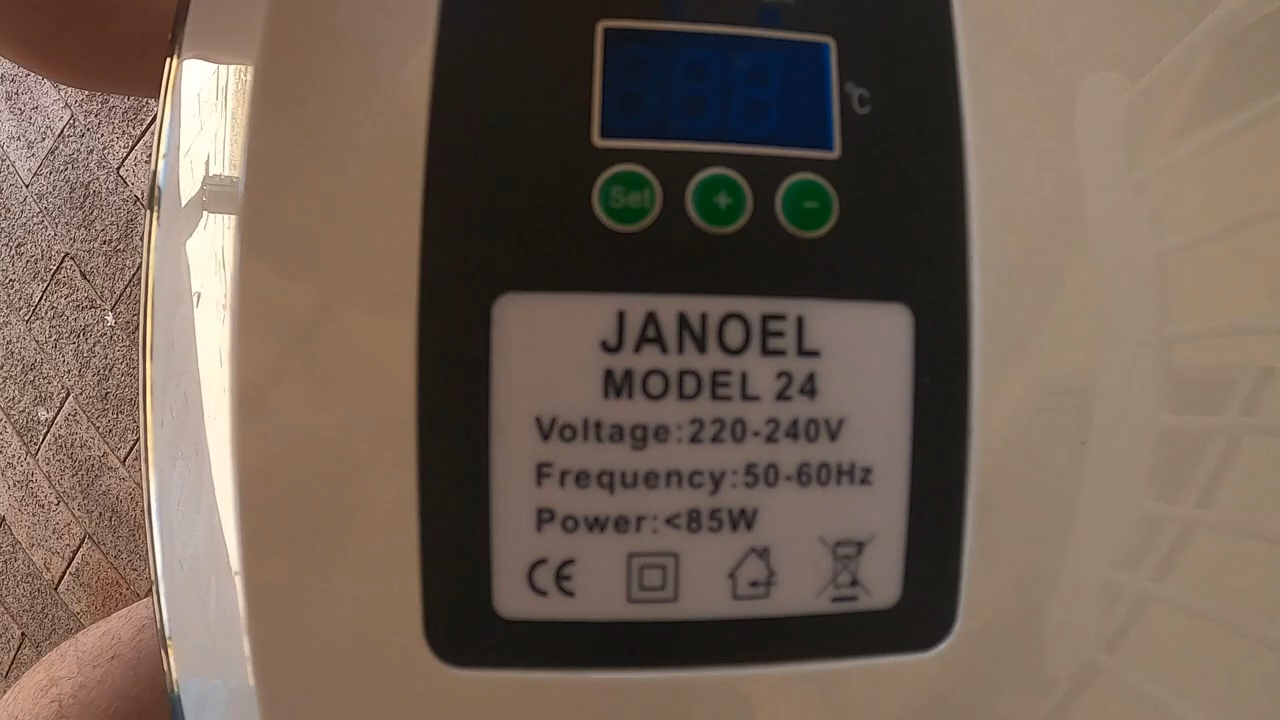 ℃
Set + -
JANOEL
MODEL 24
Voltage:220-240V
Frequency:50-60Hz
Power:<85W
CE